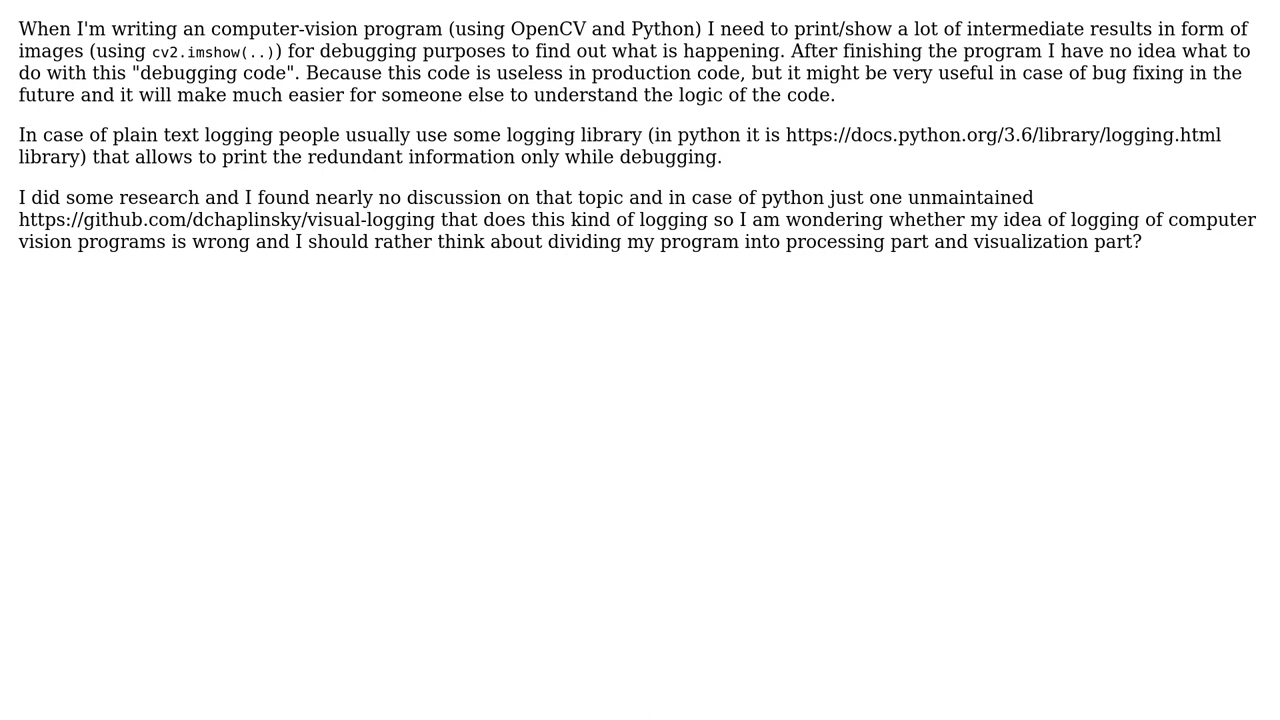 When I'm writing an computer-vision program (using OpenCV and Python) I need to print/show a lot of intermediate results in form of
images (using cv2.imshow(..)) for debugging purposes to find out what is happening. After finishing the program I have no idea what to
do with this "debugging code". Because this code is useless in production code, but it might be very useful in case of bug fixing in the
future and it will make much easier for someone else to understand the logic of the code.
In case of plain text logging people usually use some logging library (in python it is https://docs.python.org/3.6/library/logging.html
library) that allows to print the redundant information only while debugging.
I did some research and I found nearly no discussion on that topic and in case of python just one unmaintained
https://github.com/dchaplinsky/visual-logging that does this kind of logging so I am wondering whether my idea of logging of computer
vision programs is wrong and I should rather think about dividing my program into processing part and visualization part?